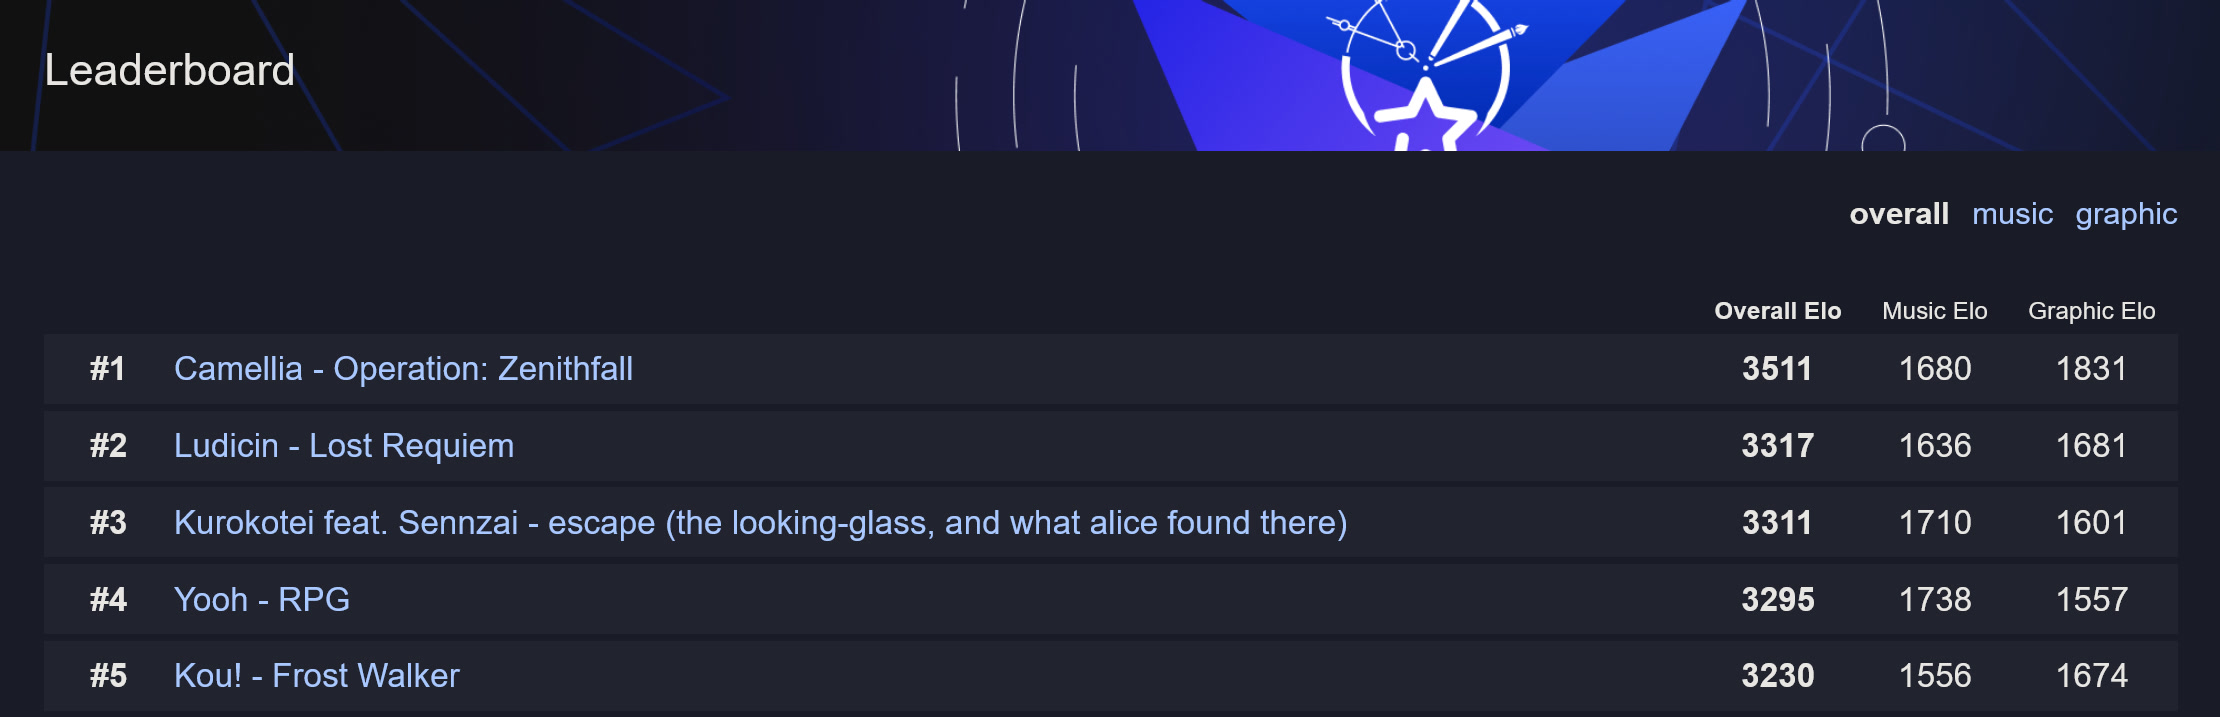 Leaderboard
overall music graphic
Overall Elo Music Elo Graphic Elo
#1 Camellia - Operation: Zenithfall 3511 1680 1831
#2 Ludicin - Lost Requiem 3317 1636 1681
#3 Kurokotei feat. Sennzai - escape (the looking-glass, and what alice found there) 3311 1710 1601
#4 Yooh - RPG 3295 1738 1557
#5 Kou! - Frost Walker 3230 1556 1674